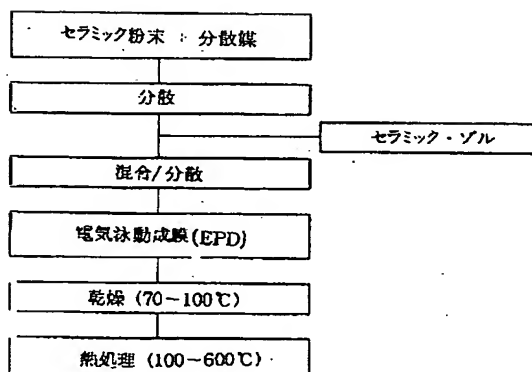 セラミック粉末 + 分散媒
分散
セラミック・ゾル
混合/分散
電気泳動成膜(EPD)
乾燥 (70~100℃)
熱処理 (100~600℃)